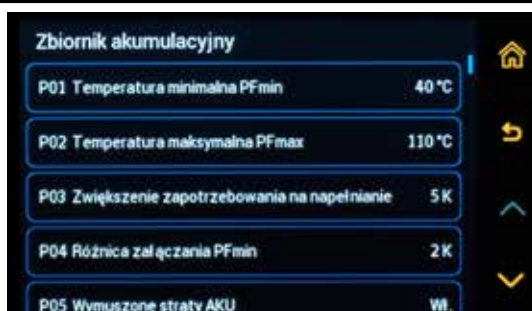 Zbiornik akumulacyjny
P01 Temperatura minimalna PFmin 40 °C
P02 Temperatura maksymalna PFmax 110 °C
P03 Zwiększenie zapotrzebowania na napełnianie 5 K
P04 Różnica załączania PFmin 2 K
P05 Wymuszone straty AKU Wł.